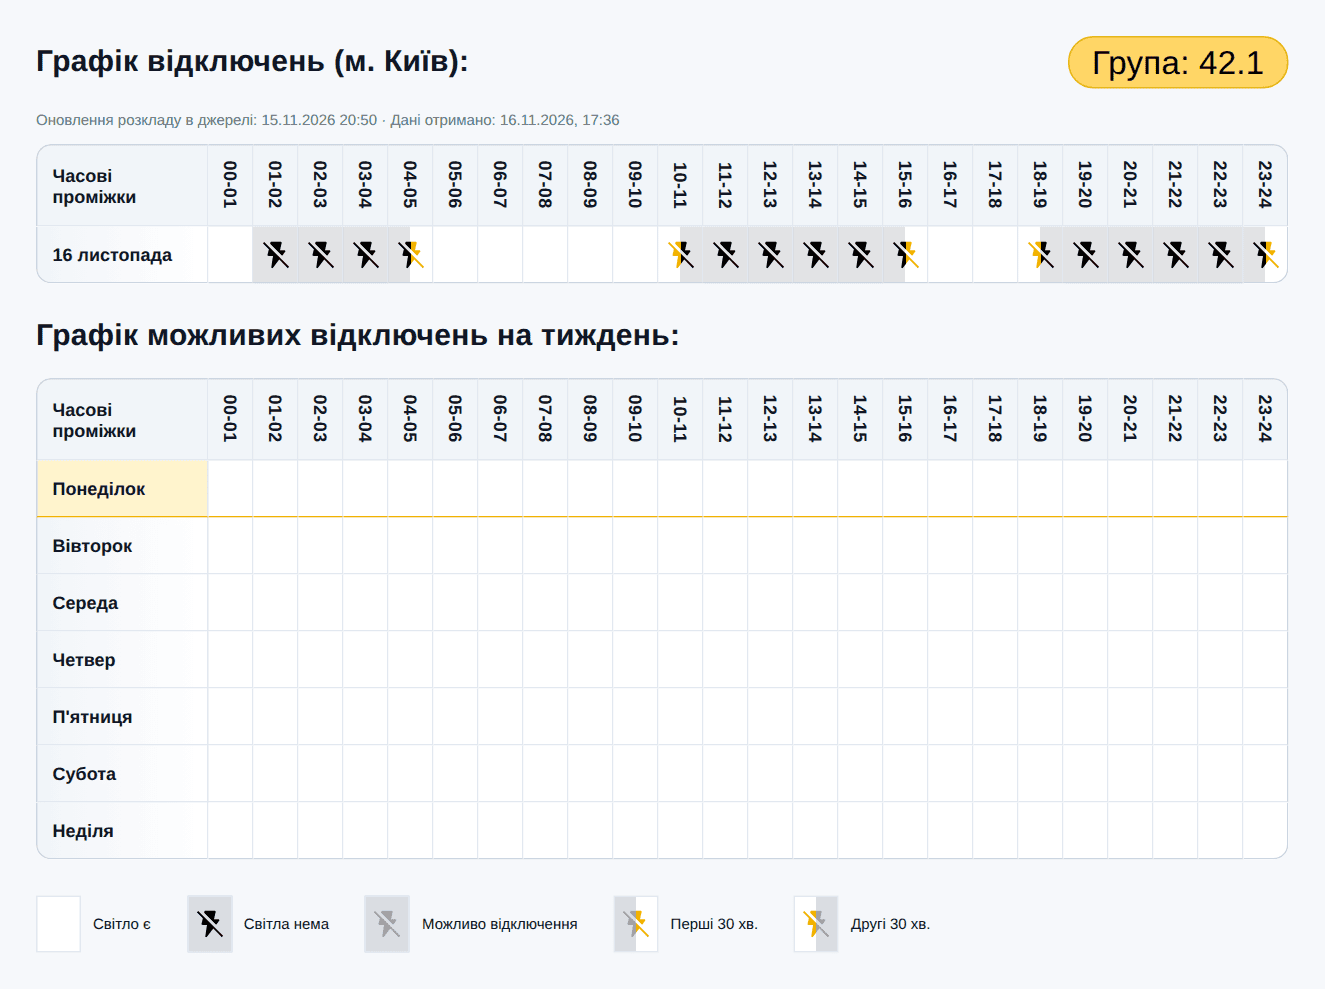 Графік відключень (м. Київ):
Група: 42.1
Оновлення розкладу в джерелі: 15.11.2026 20:50 · Дані отримано: 16.11.2026, 17:36
Часові проміжки 00-01 01-02 02-03 03-04 04-05 05-06 06-07 07-08 08-09 09-10 10-11 11-12 12-13 13-14 14-15 15-16 16-17 17-18 18-19 19-20 20-21 21-22 22-23 23-24
16 листопада
Графік можливих відключень на тиждень:
Часові проміжки 00-01 01-02 02-03 03-04 04-05 05-06 06-07 07-08 08-09 09-10 10-11 11-12 12-13 13-14 14-15 15-16 16-17 17-18 18-19 19-20 20-21 21-22 22-23 23-24
Понеділок
Вівторок
Середа
Четвер
П'ятниця
Субота
Неділя
Світло є Світла нема Можливо відключення Перші 30 хв. Другі 30 хв.